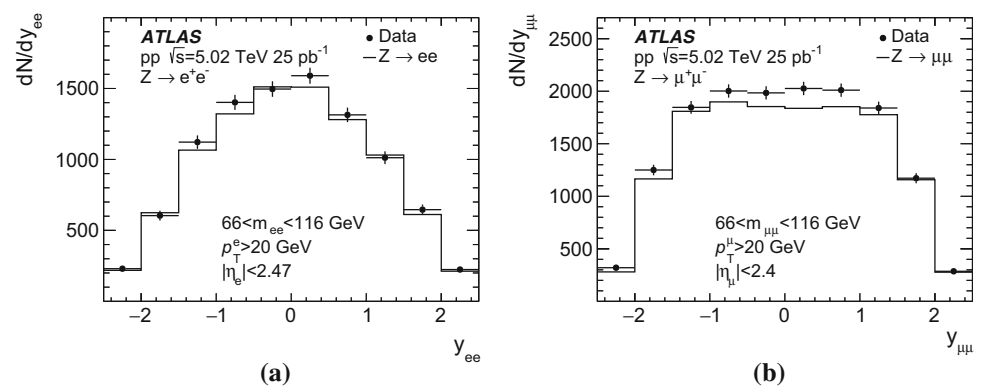 dN/dy_ee
ATLAS
pp √s=5.02 TeV 25 pb⁻¹
Z → e⁺e⁻
Data
Z → ee
1500
1000
500
66<m_ee<116 GeV
p_T^e>20 GeV
|η_e|<2.47
−2 −1 0 1 2
y_ee
(a)
dN/dy_μμ
ATLAS
pp √s=5.02 TeV 25 pb⁻¹
Z → μ⁺μ⁻
Data
Z → μμ
2500
2000
1500
1000
500
66<m_μμ<116 GeV
p_T^μ>20 GeV
|η_μ|<2.4
−2 −1 0 1 2
y_μμ
(b)